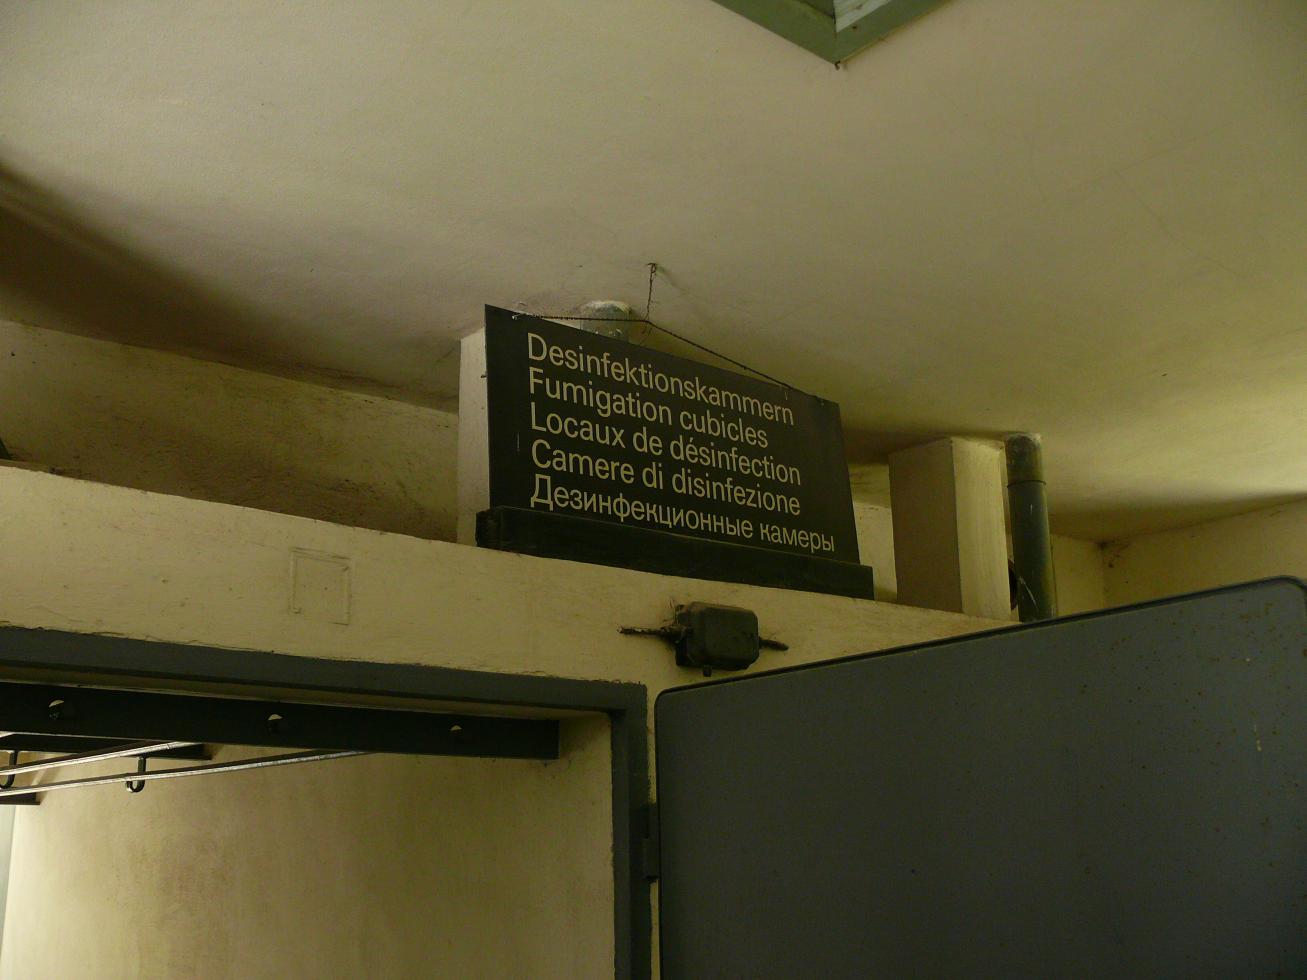 Desinfektionskammern
Fumigation cubicles
Locaux de désinfection
Camere di disinfezione
Дезинфекционные камеры